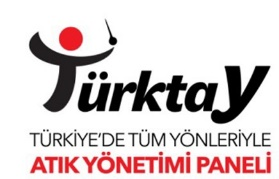 Türktay
TÜRKİYE'DE TÜM YÖNLERİYLE
ATIK YÖNETİMİ PANELİ